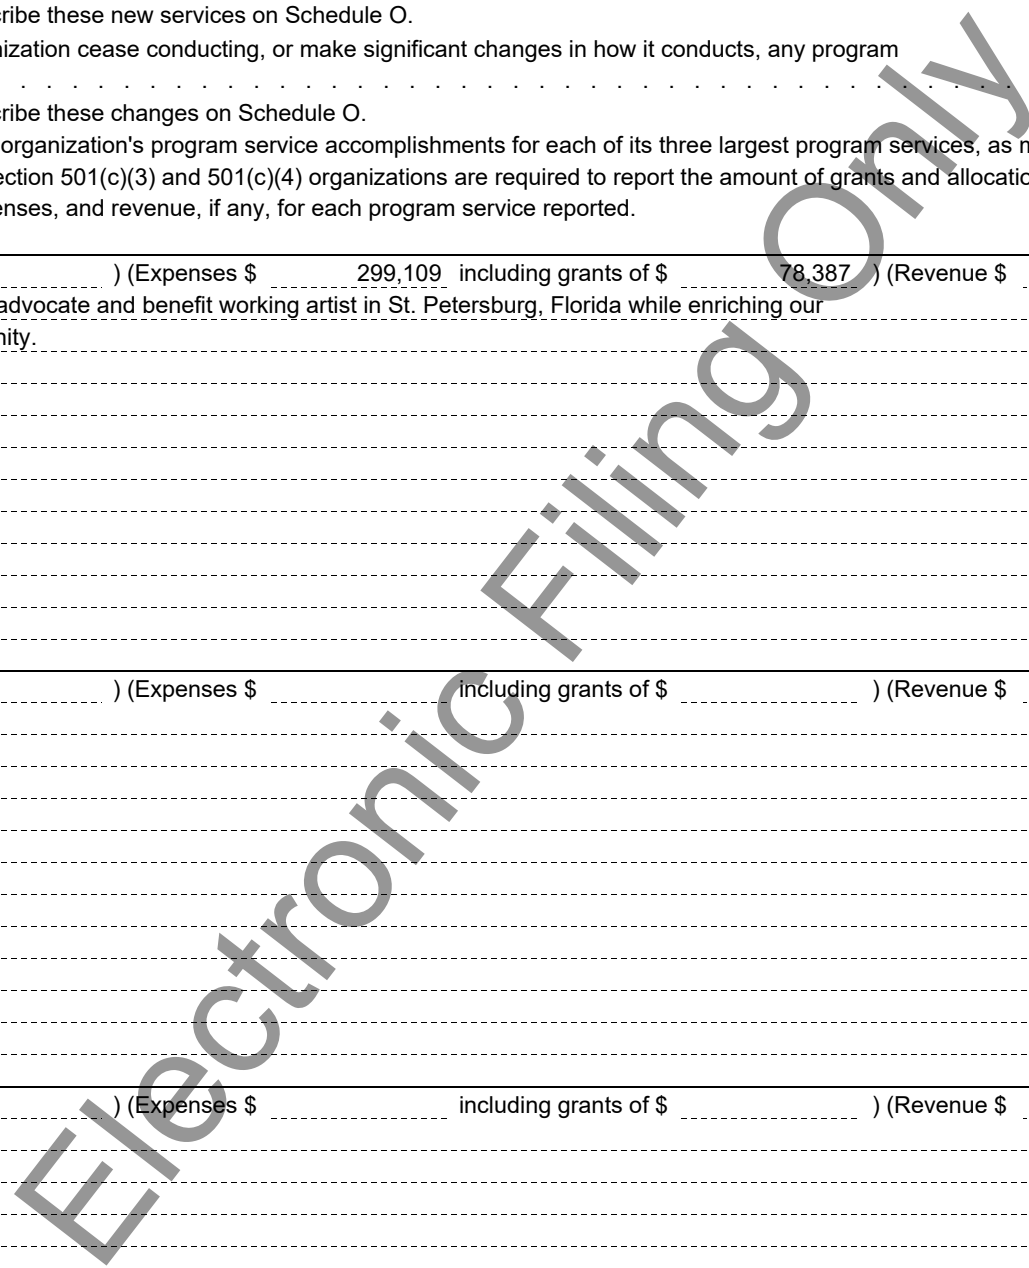 cribe these new services on Schedule O.
nization cease conducting, or make significant changes in how it conducts, any program
. . . . . . . . . . . . . . . . . . . . . . . . . . . . . . . . . . . . . . .
cribe these changes on Schedule O.
organization's program service accomplishments for each of its three largest program services, as m
ection 501(c)(3) and 501(c)(4) organizations are required to report the amount of grants and allocatio
enses, and revenue, if any, for each program service reported.
) (Expenses $ 299,109 including grants of $ 78,387 ) (Revenue $
advocate and benefit working artist in St. Petersburg, Florida while enriching our
nity.
) (Expenses $ including grants of $ ) (Revenue $
) (Expenses $ including grants of $ ) (Revenue $
Electronic Filing Only